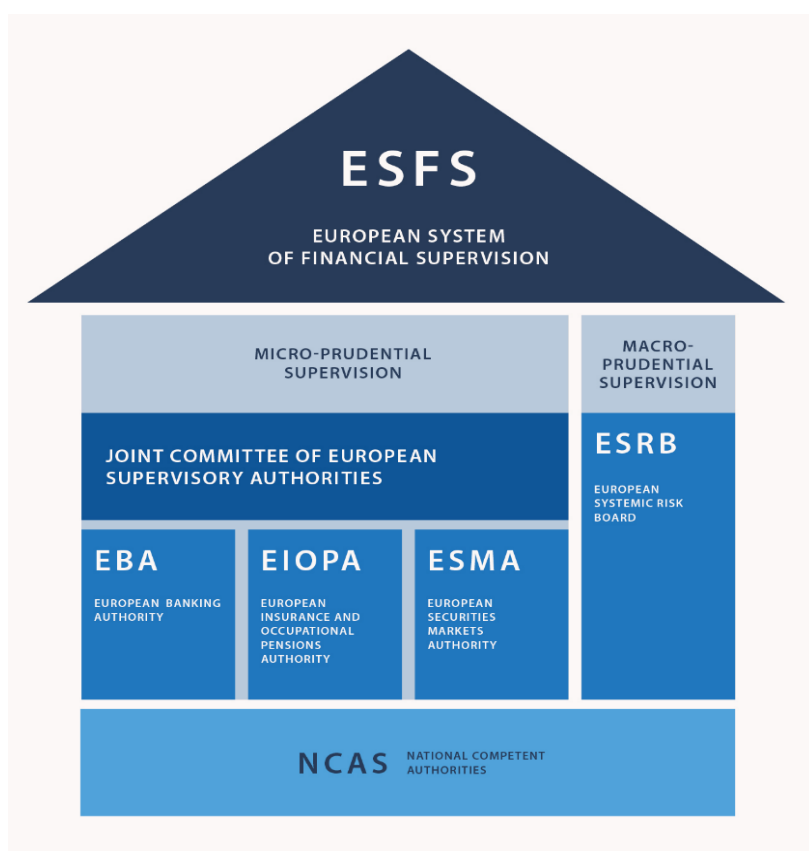 ESFS
EUROPEAN SYSTEM
OF FINANCIAL SUPERVISION
MICRO-PRUDENTIAL
SUPERVISION
MACRO-
PRUDENTIAL
SUPERVISION
JOINT COMMITTEE OF EUROPEAN
SUPERVISORY AUTHORITIES
ESRB
EUROPEAN
SYSTEMIC RISK
BOARD
EBA
EUROPEAN BANKING
AUTHORITY
EIOPA
EUROPEAN
INSURANCE AND
OCCUPATIONAL
PENSIONS
AUTHORITY
ESMA
EUROPEAN
SECURITIES
MARKETS
AUTHORITY
NCAS
NATIONAL COMPETENT
AUTHORITIES